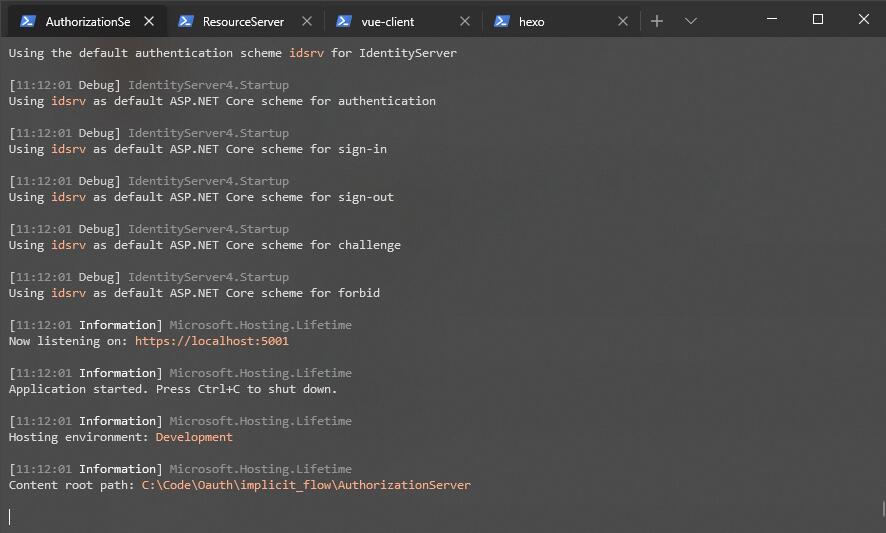 AuthorizationSe
ResourceServer
vue-client
hexo
Using the default authentication scheme idsrv for IdentityServer
[11:12:01 Debug] IdentityServer4.Startup
Using idsrv as default ASP.NET Core scheme for authentication
[11:12:01 Debug] IdentityServer4.Startup
Using idsrv as default ASP.NET Core scheme for sign-in
[11:12:01 Debug] IdentityServer4.Startup
Using idsrv as default ASP.NET Core scheme for sign-out
[11:12:01 Debug] IdentityServer4.Startup
Using idsrv as default ASP.NET Core scheme for challenge
[11:12:01 Debug] IdentityServer4.Startup
Using idsrv as default ASP.NET Core scheme for forbid
[11:12:01 Information] Microsoft.Hosting.Lifetime
Now listening on: https://localhost:5001
[11:12:01 Information] Microsoft.Hosting.Lifetime
Application started. Press Ctrl+C to shut down.
[11:12:01 Information] Microsoft.Hosting.Lifetime
Hosting environment: Development
[11:12:01 Information] Microsoft.Hosting.Lifetime
Content root path: C:\Code\Oauth\implicit_flow\AuthorizationServer